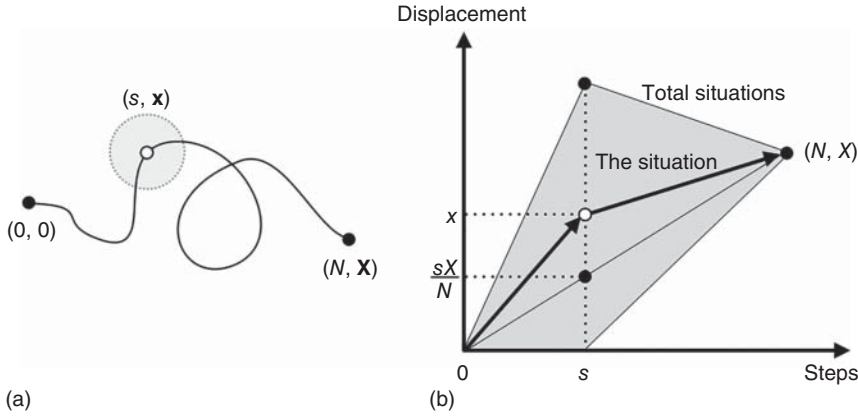 (s, x)
(0, 0)
(N, X)
(a)
Displacement
Total situations
The situation
(N, X)
x
sX
N
0
s
Steps
(b)